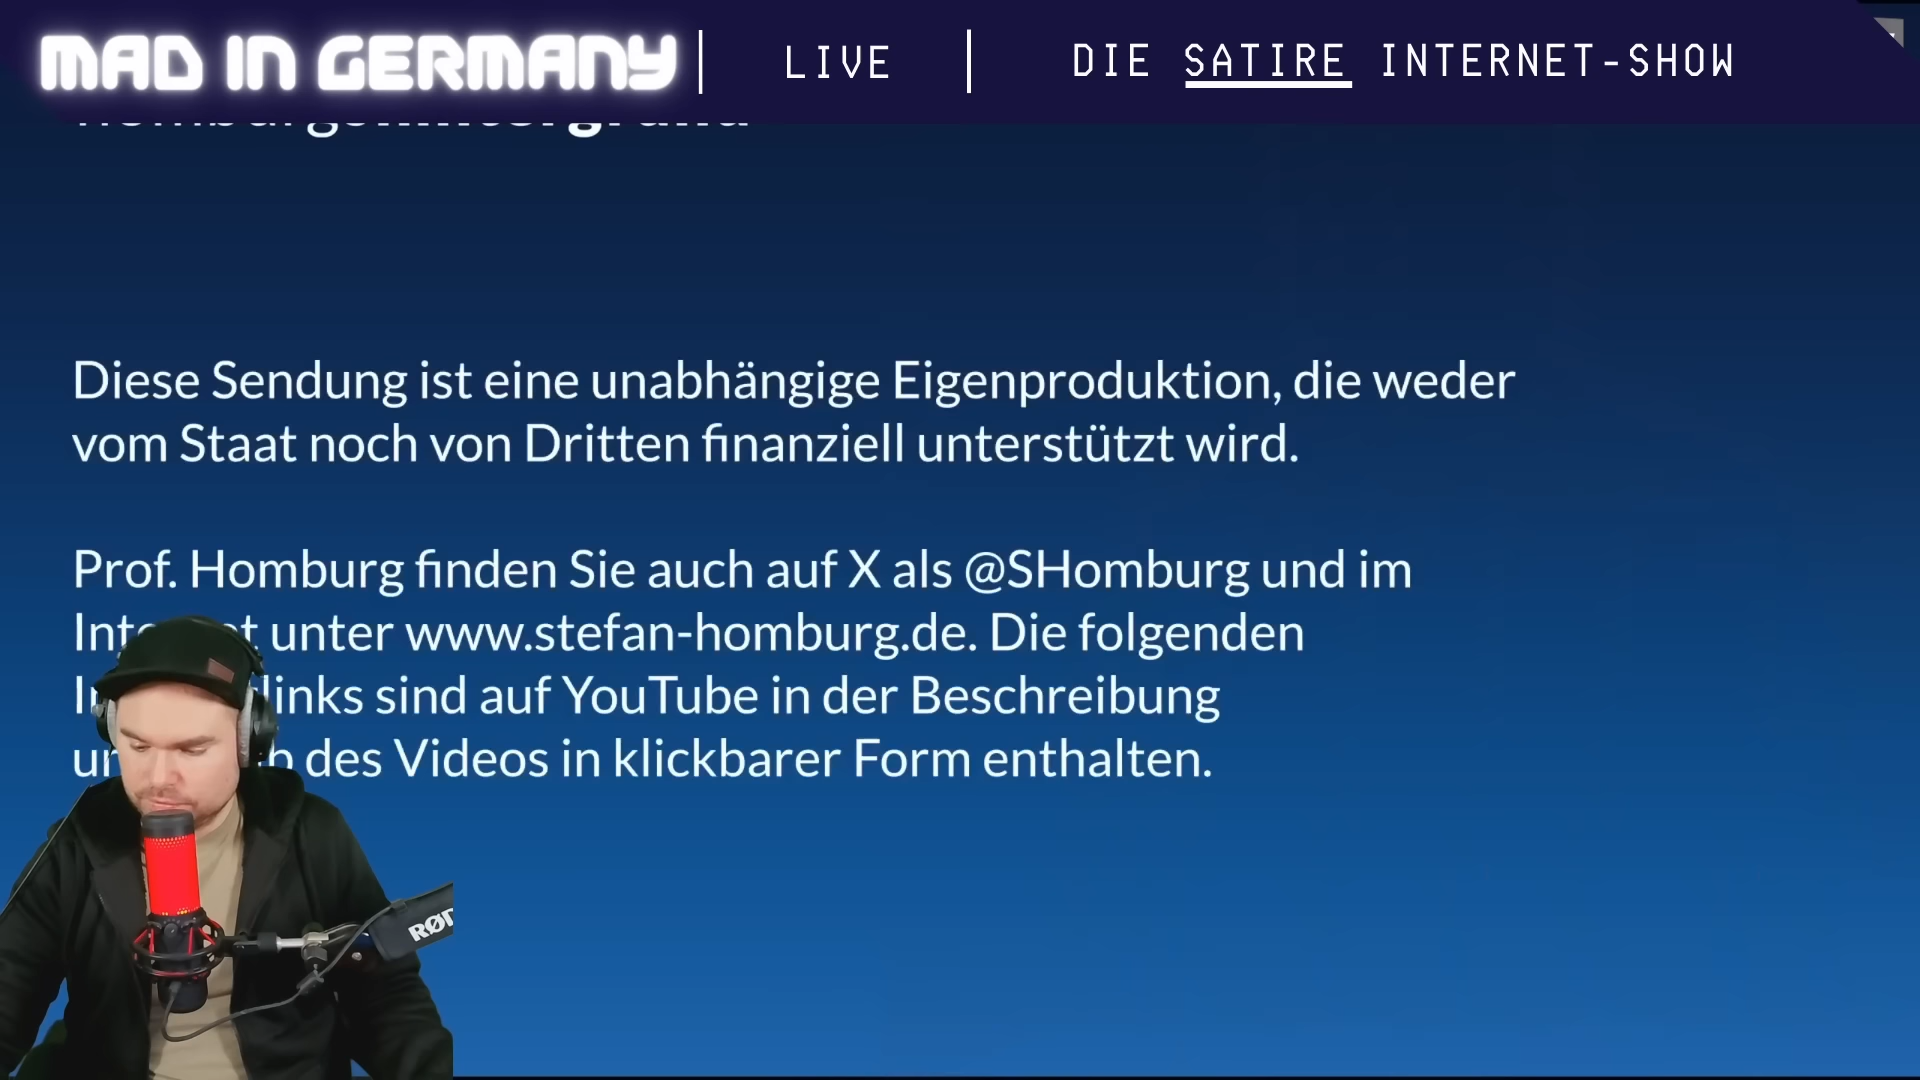 MAD IN GERMANY
LIVE
DIE SATIRE INTERNET-SHOW
Diese Sendung ist eine unabhängige Eigenproduktion, die weder
vom Staat noch von Dritten finanziell unterstützt wird.
Prof. Homburg finden Sie auch auf X als @SHomburg und im
unter www.stefan-homburg.de. Die folgenden
sind auf YouTube in der Beschreibung
des Videos in klickbarer Form enthalten.